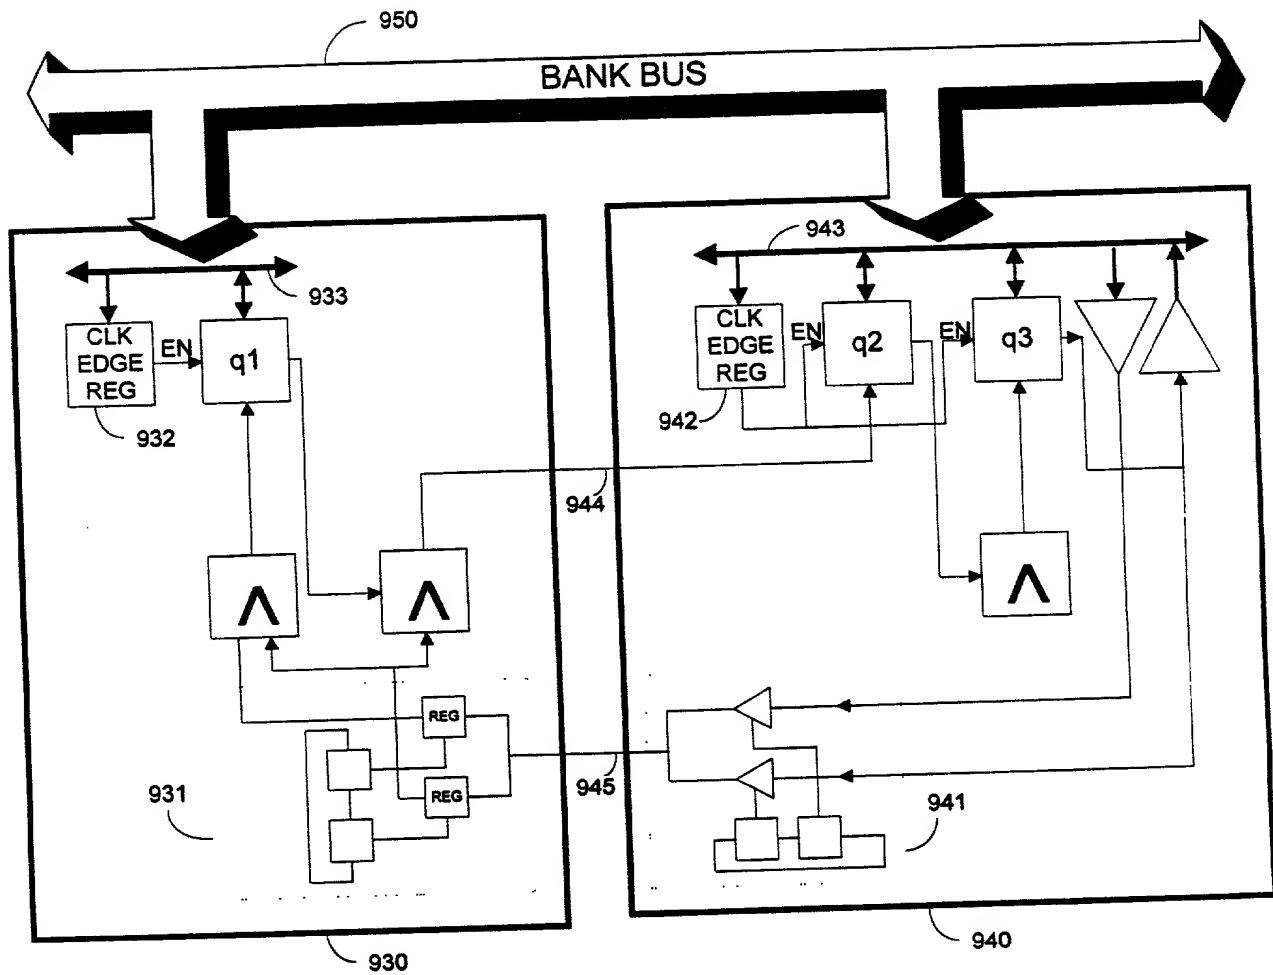 950
BANK BUS
943
933
CLK
EDGE
REG
EN
q1
932
CLK
EDGE
REG
942
EN
q2
EN
q3
944
Λ
Λ
Λ
REG
REG
931
945
941
930
940